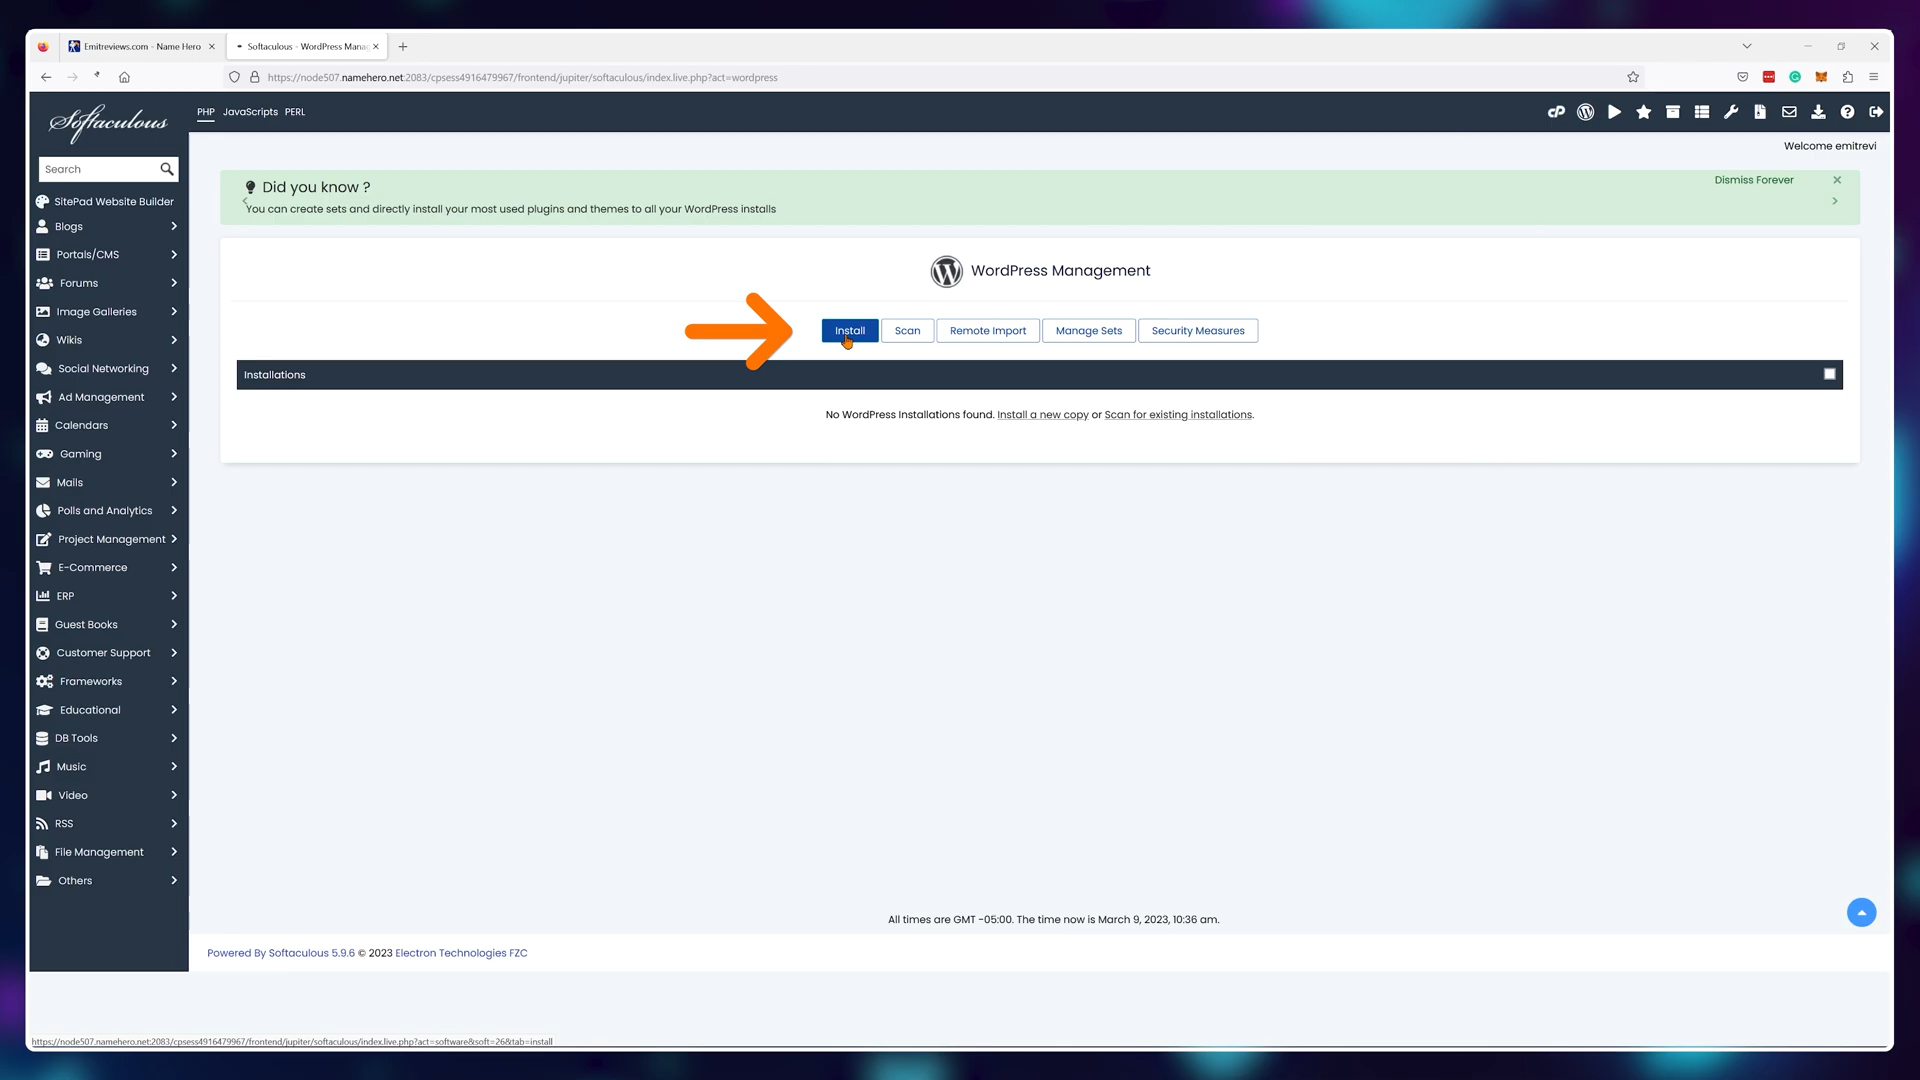 Emitreviews.com - Name Hero
Softaculous - WordPress Mana
https://node507.namehero.net:2083/cpsess4916479967/frontend/jupiter/softaculous/index.live.php?act=wordpress
Softaculous
PHP JavaScripts PERL
Welcome emitrevi
Search
SitePad Website Builder
Blogs
Portals/CMS
Forums
Image Galleries
Wikis
Social Networking
Ad Management
Calendars
Gaming
Mails
Polls and Analytics
Project Management
E-Commerce
ERP
Guest Books
Customer Support
Frameworks
Educational
DB Tools
Music
Video
RSS
File Management
Others
Did you know ?
Dismiss Forever
You can create sets and directly install your most used plugins and themes to all your WordPress installs
WordPress Management
Install Scan Remote Import Manage Sets Security Measures
Installations
No WordPress Installations found. Install a new copy or Scan for existing installations.
All times are GMT -05:00. The time now is March 9, 2023, 10:36 am.
Powered By Softaculous 5.9.6 © 2023 Electron Technologies FZC
https://node507.namehero.net:2083/cpsess4916479967/frontend/jupiter/softaculous/index.live.php?act=software&soft=26&tab=install